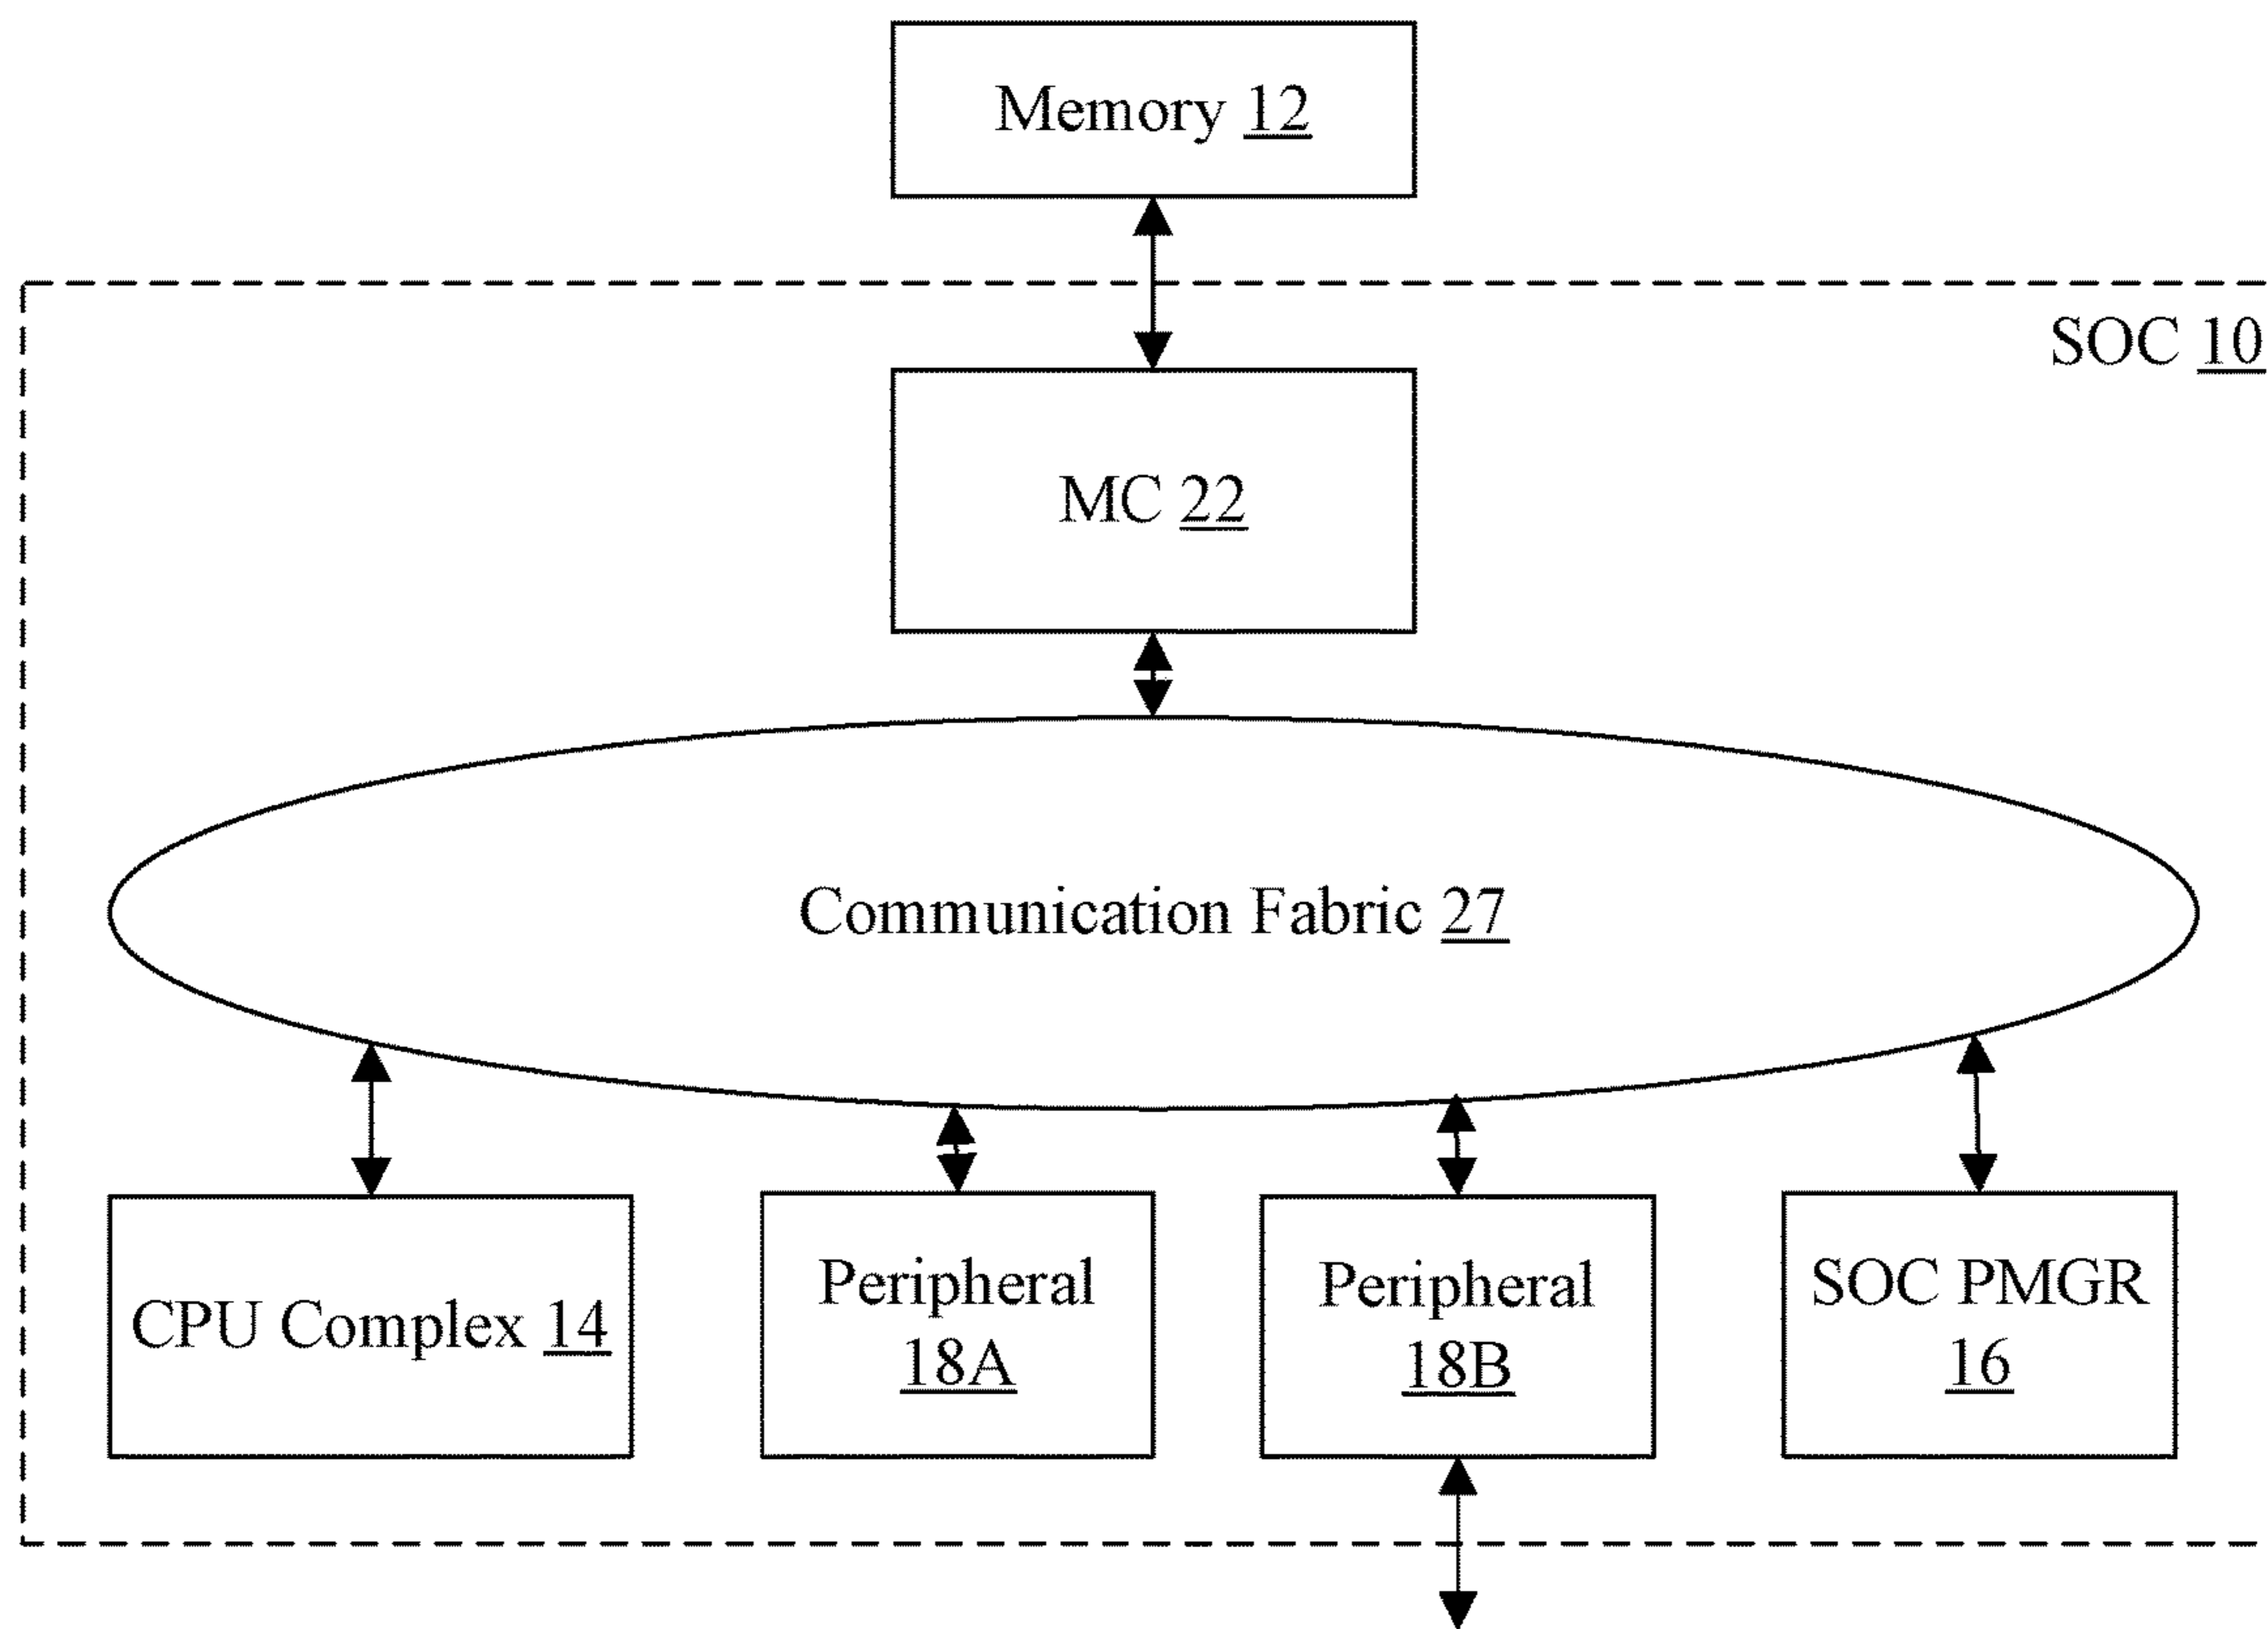 Memory 12
SOC 10
MC 22
Communication Fabric 27
CPU Complex 14
Peripheral
18A
Peripheral
18B
SOC PMGR
16